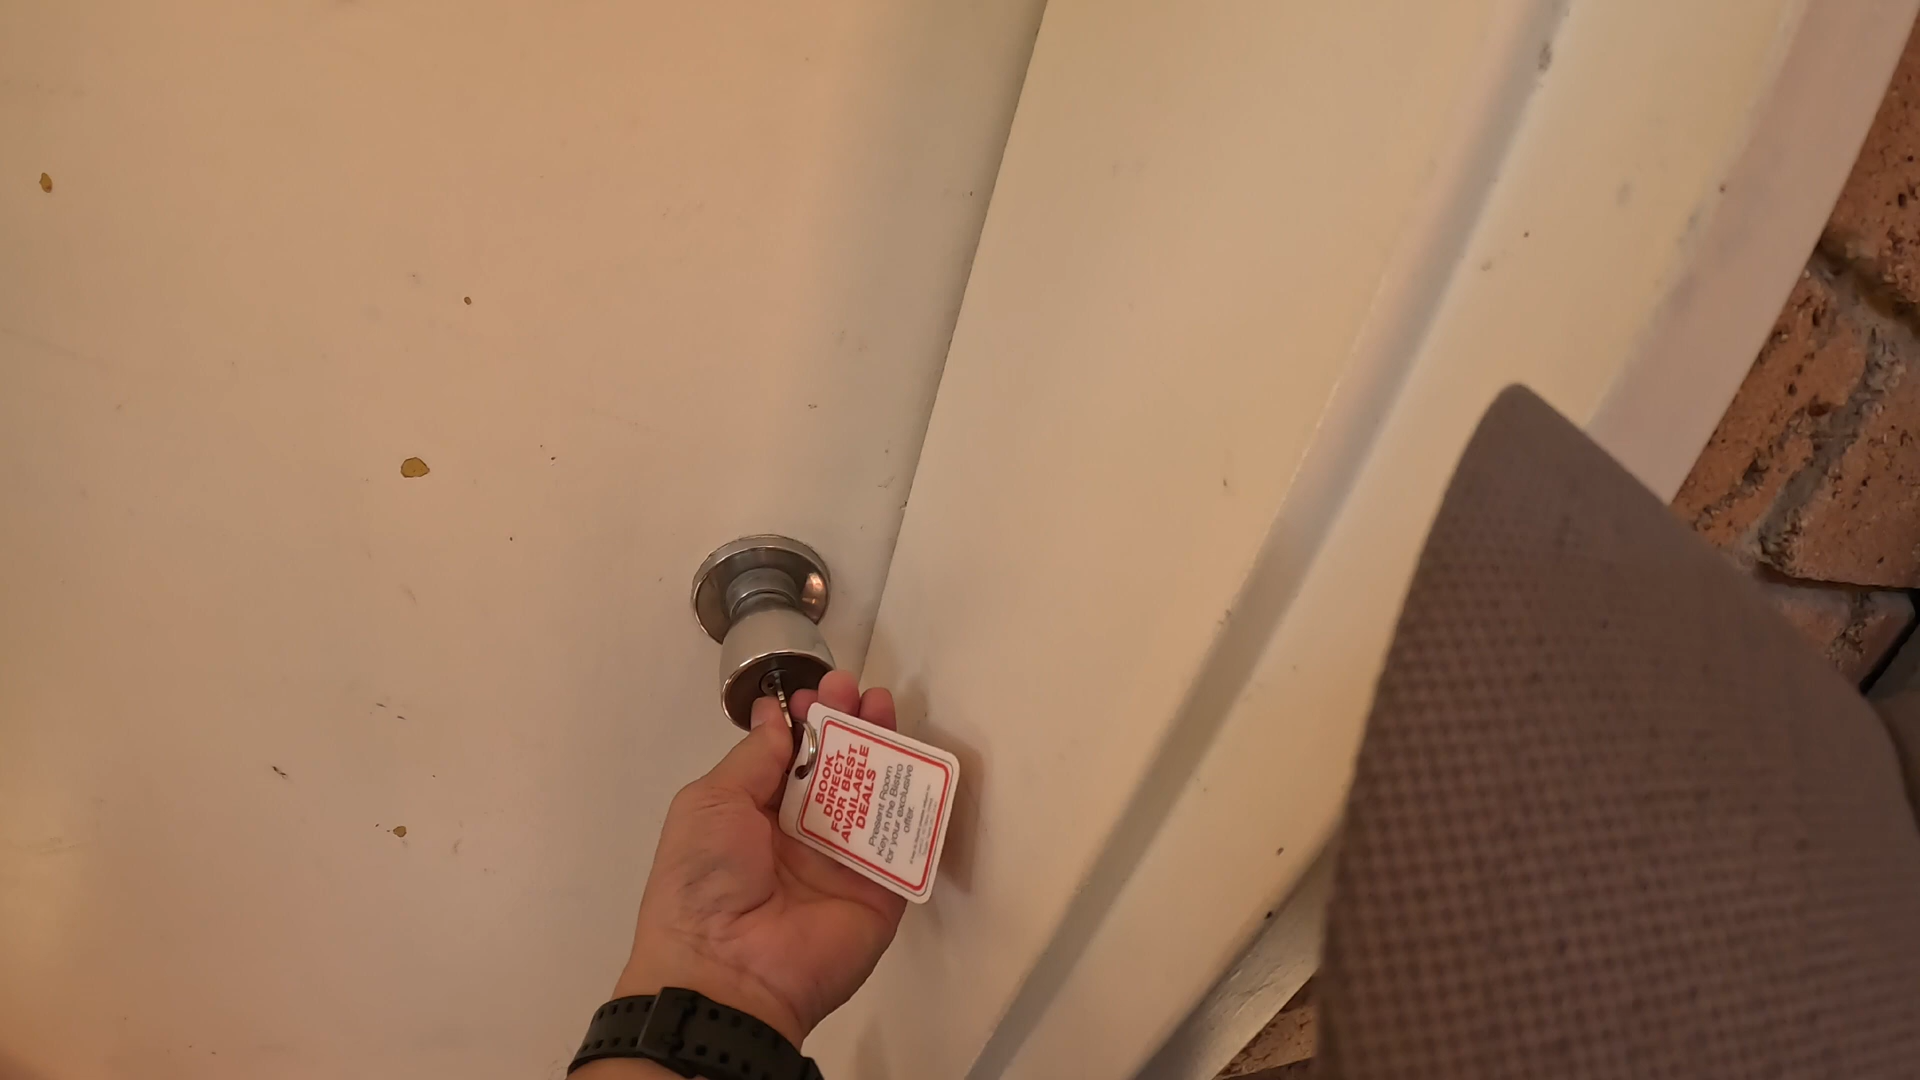 BOOK
DIRECT
FOR BEST
AVAILABLE
DEALS
Present Room
Key in the Bistro
for your exclusive
offer.